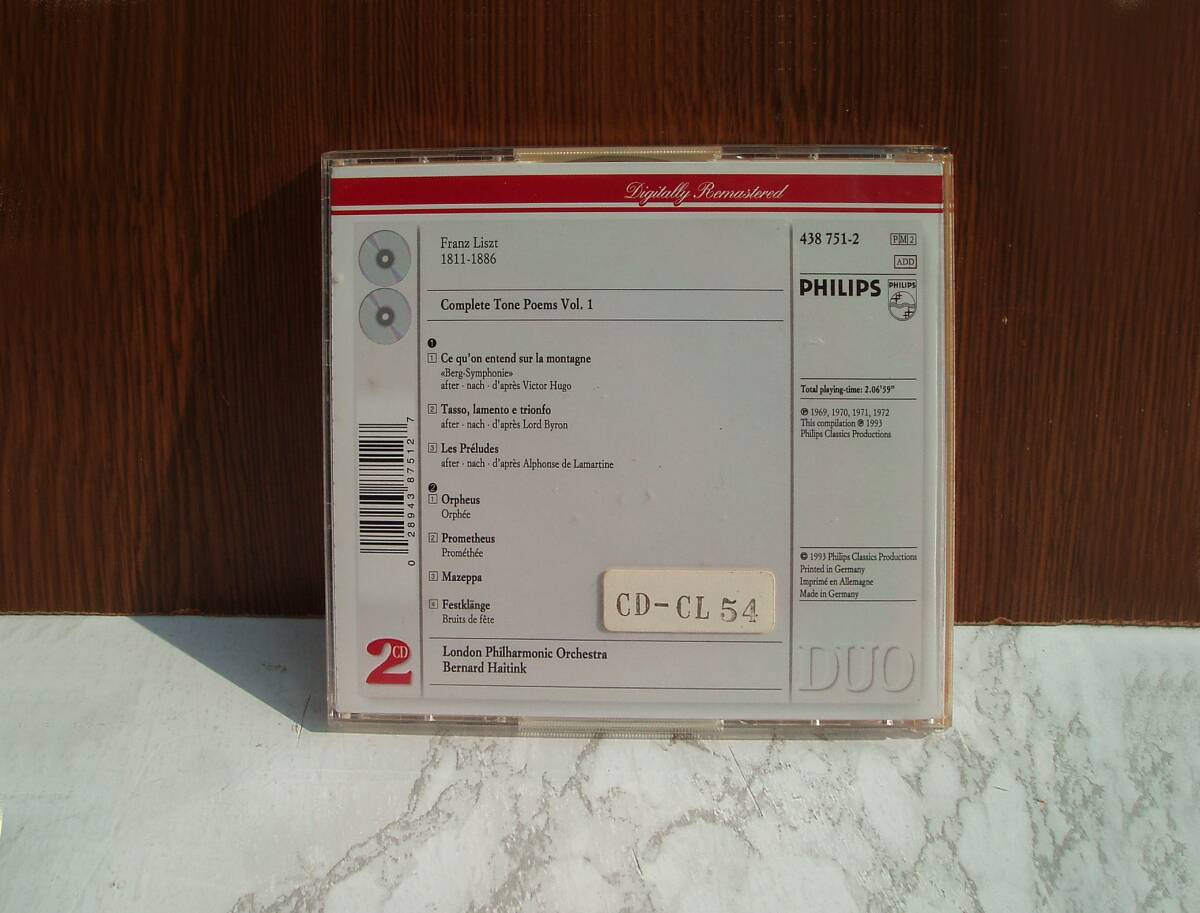 Digitally Remastered
Franz Liszt
1811-1886
Complete Tone Poems Vol. 1
1
1 Ce qu'on entend sur la montagne
«Berg-Symphonie»
after · nach · d'après Victor Hugo
2 Tasso, lamento e trionfo
after · nach · d'après Lord Byron
3 Les Préludes
after · nach · d'après Alphonse de Lamartine
2
1 Orpheus
Orphée
2 Prometheus
Prométhée
3 Mazeppa
Festklänge
Bruits de fête
London Philharmonic Orchestra
Bernard Haitink
438 751-2
PM2
ADD
PHILIPS
PHILIPS
Total playing-time: 2.06'59"
℗ 1969, 1970, 1971, 1972
This compilation ℗ 1993
Philips Classics Productions
© 1993 Philips Classics Productions
Printed in Germany
Imprimé en Allemagne
Made in Germany
DUO
CD-CL 54
0 28943 87512 7
2CD